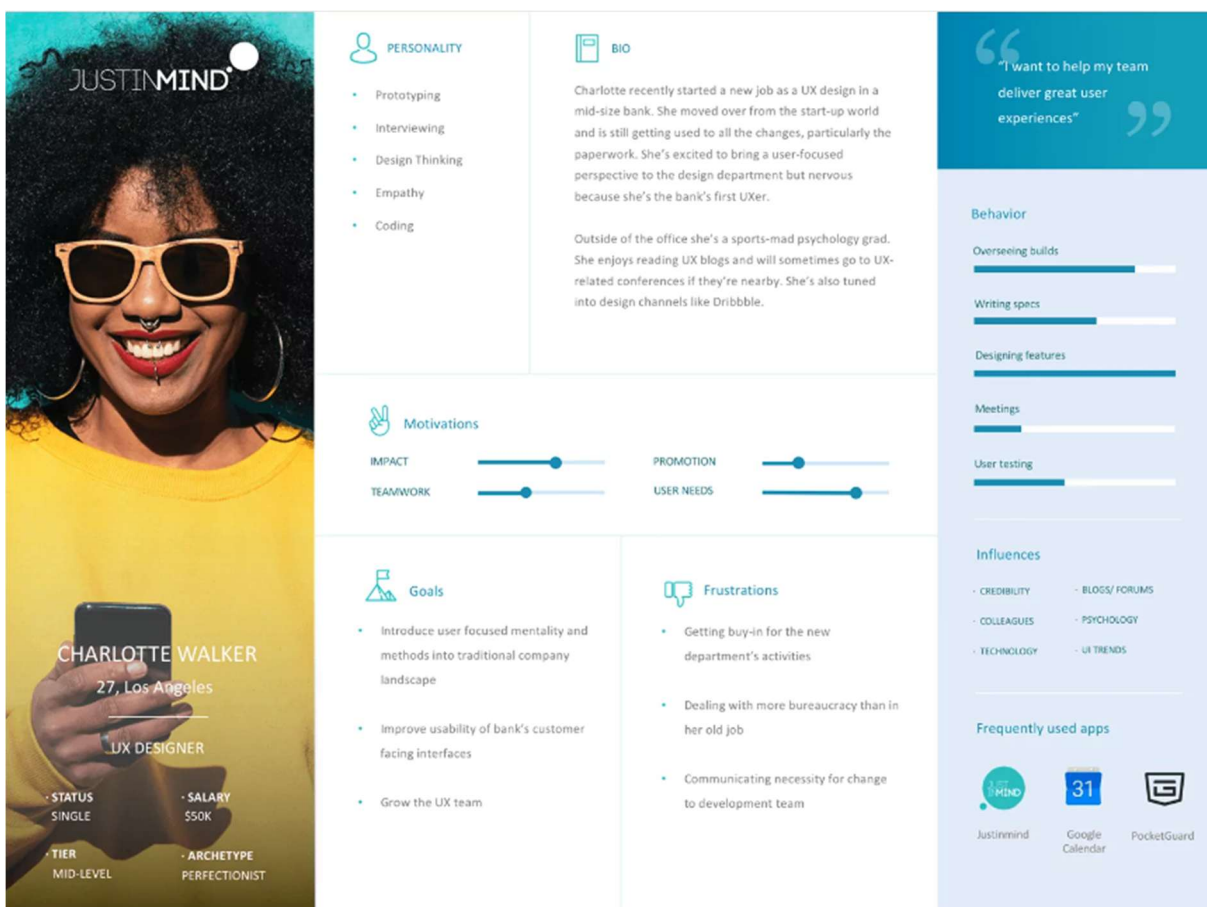 JUSTINMIND
CHARLOTTE WALKER
27, Los Angeles
UX DESIGNER
· STATUS
SINGLE
· SALARY
$50K
· TIER
MID-LEVEL
· ARCHETYPE
PERFECTIONIST
PERSONALITY
• Prototyping
• Interviewing
• Design Thinking
• Empathy
• Coding
BIO
Charlotte recently started a new job as a UX design in a
mid-size bank. She moved over from the start-up world
and is still getting used to all the changes, particularly the
paperwork. She's excited to bring a user-focused
perspective to the design department but nervous
because she's the bank's first UXer.
Outside of the office she's a sports-mad psychology grad.
She enjoys reading UX blogs and will sometimes go to UX-
related conferences if they're nearby. She's also tuned
into design channels like Dribbble.
Motivations
IMPACT
PROMOTION
TEAMWORK
USER NEEDS
Goals
• Introduce user focused mentality and
methods into traditional company
landscape
• Improve usability of bank's customer
facing interfaces
• Grow the UX team
Frustrations
• Getting buy-in for the new
department's activities
• Dealing with more bureaucracy than in
her old job
• Communicating necessity for change
to development team
"I want to help my team
deliver great user
experiences"
Behavior
Overseeing builds
Writing specs
Designing features
Meetings
User testing
Influences
· CREDIBILITY
· BLOGS/ FORUMS
· COLLEAGUES
· PSYCHOLOGY
· TECHNOLOGY
· UI TRENDS
Frequently used apps
JUST
INMIND
31
Justinmind
Google
Calendar
PocketGuard